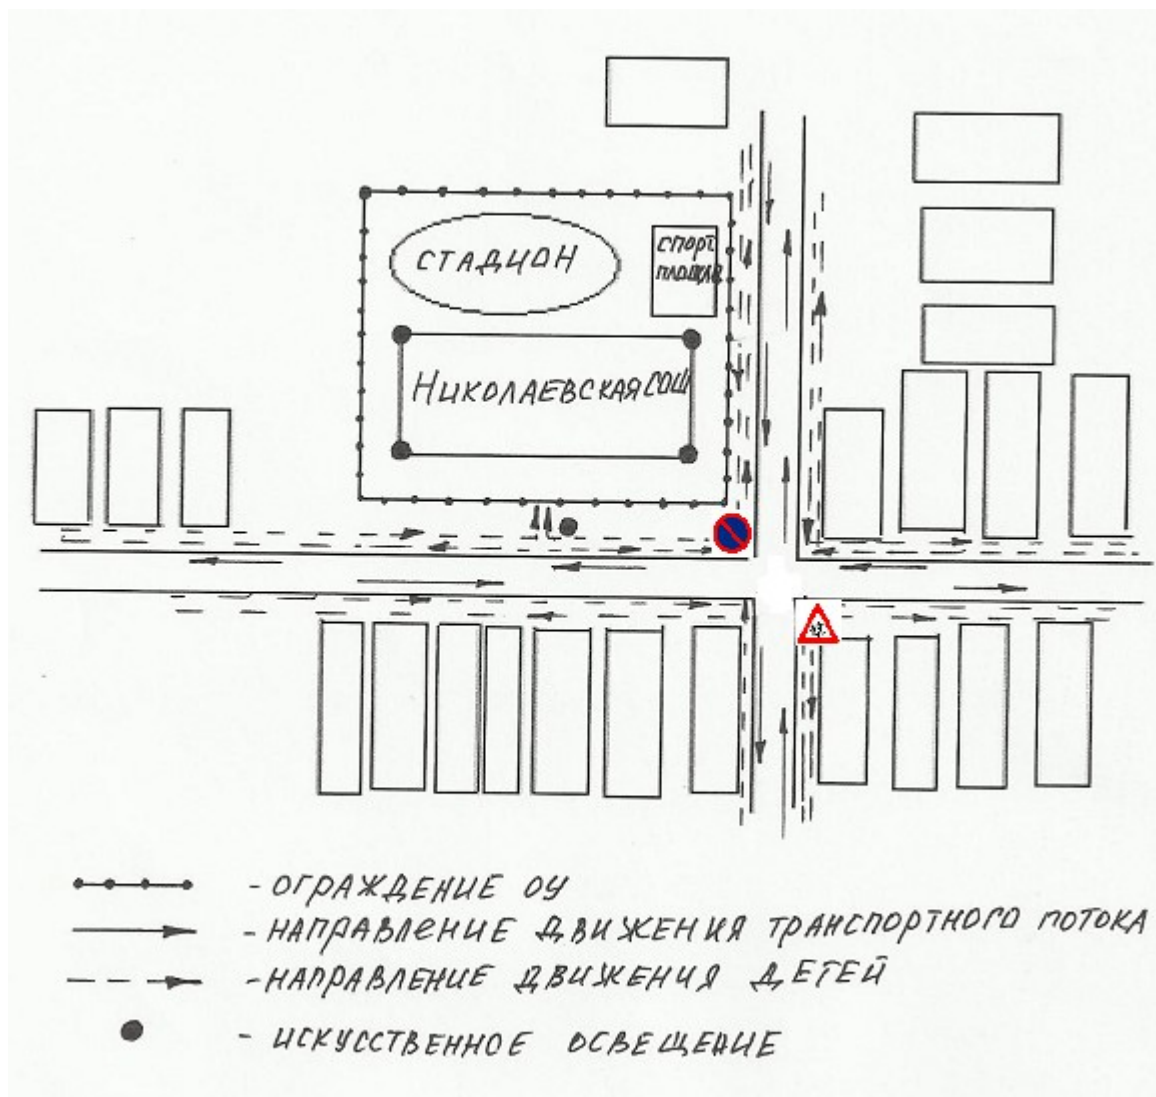 СТАДИОН
СПОРТ
ПЛОЩАД
НИКОЛАЕВСКАЯ СОШ
- ОГРАЖДЕНИЕ ОУ
- НАПРАВЛЕНИЕ ДВИЖЕНИЯ ТРАНСПОРТНОГО ПОТОКА
- НАПРАВЛЕНИЕ ДВИЖЕНИЯ ДЕТЕЙ
- ИСКУССТВЕННОЕ ОСВЕЩЕНИЕ